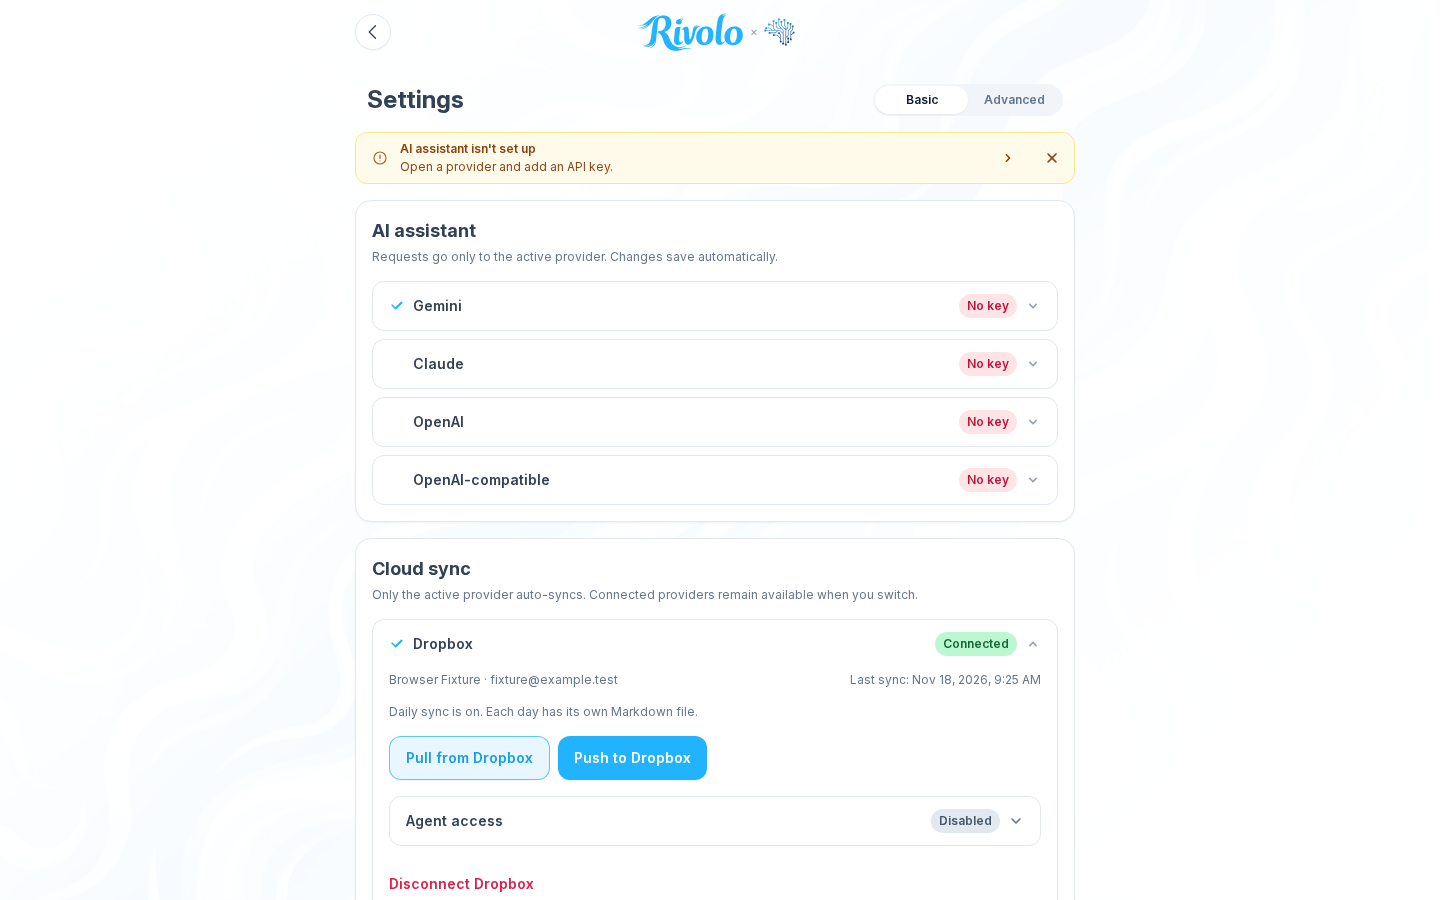 Rivolo ×
Settings
Basic
Advanced
AI assistant isn't set up
Open a provider and add an API key.
AI assistant
Requests go only to the active provider. Changes save automatically.
Gemini
No key
Claude
No key
OpenAI
No key
OpenAI-compatible
No key
Cloud sync
Only the active provider auto-syncs. Connected providers remain available when you switch.
Dropbox
Connected
Browser Fixture · fixture@example.test
Last sync: Nov 18, 2026, 9:25 AM
Daily sync is on. Each day has its own Markdown file.
Pull from Dropbox
Push to Dropbox
Agent access
Disabled
Disconnect Dropbox